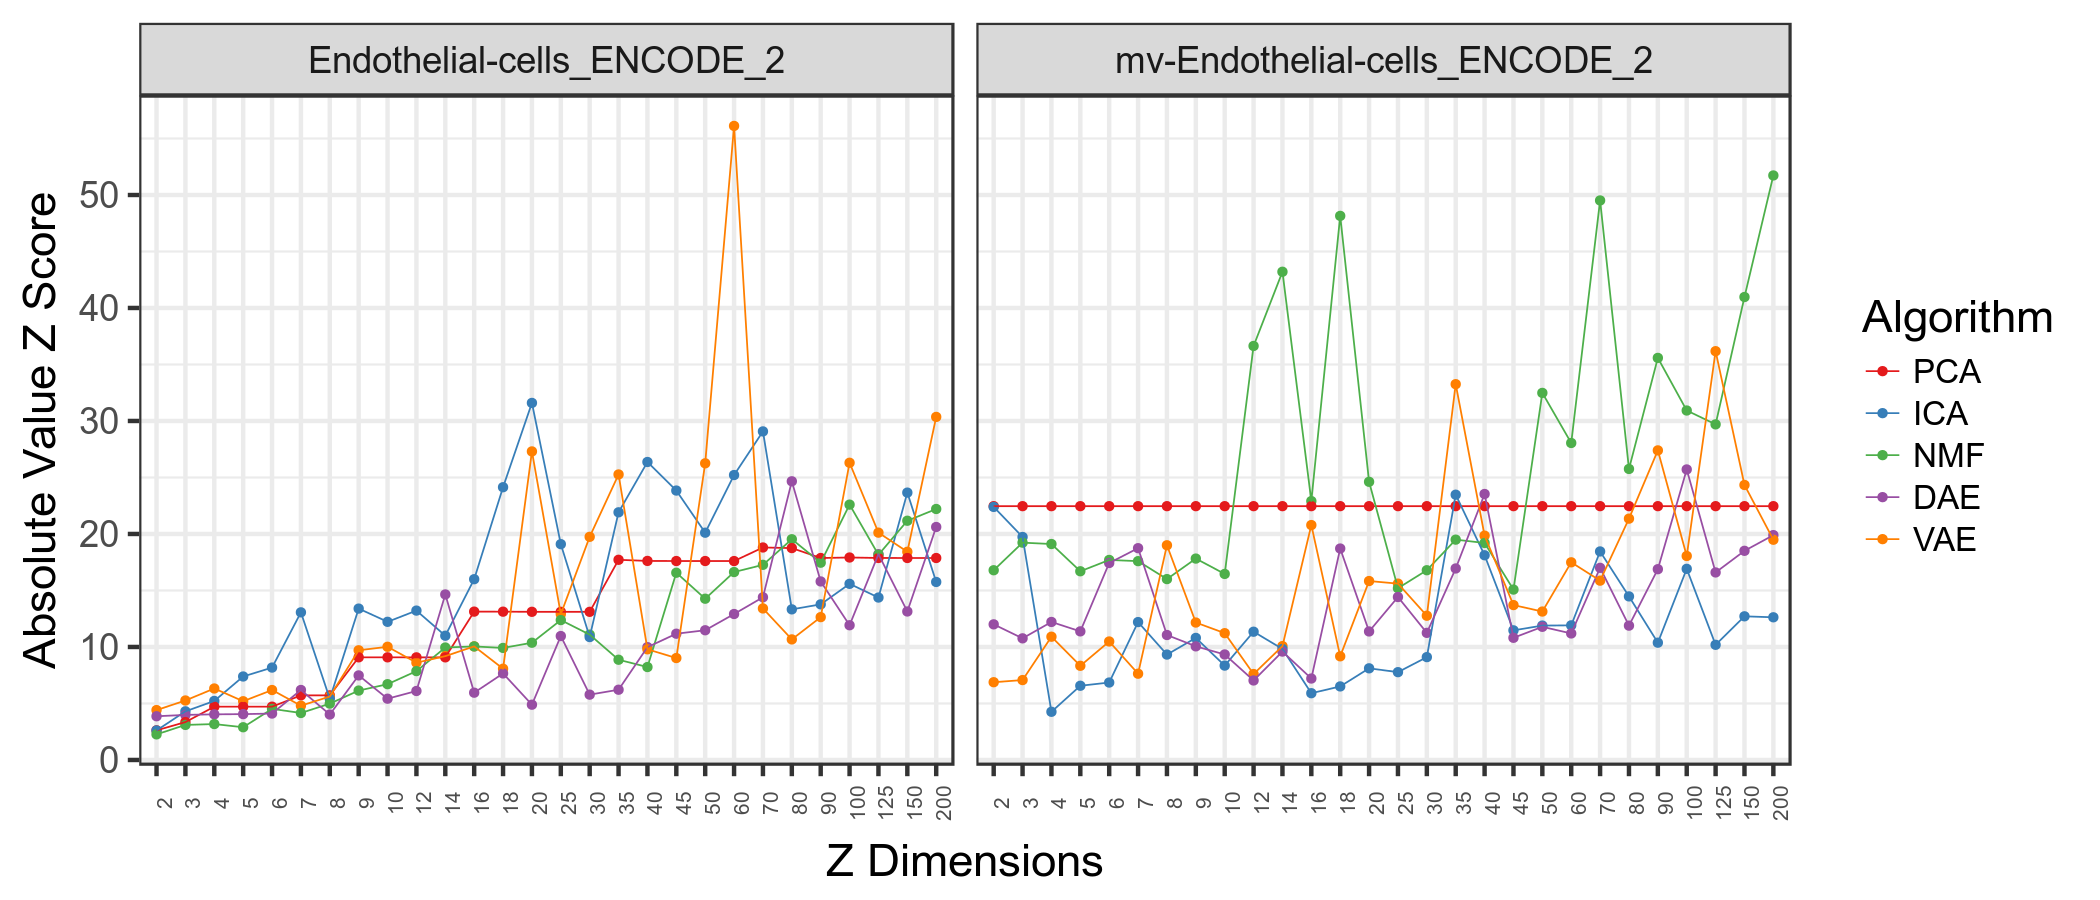 Endothelial-cells_ENCODE_2
mv-Endothelial-cells_ENCODE_2
Absolute Value Z Score
50
40
30
20
10
0
2 3 4 5 6 7 8 9 10 12 14 16 18 20 25 30 35 40 45 50 60 70 80 90 100 125 150 200
2 3 4 5 6 7 8 9 10 12 14 16 18 20 25 30 35 40 45 50 60 70 80 90 100 125 150 200
Z Dimensions
Algorithm
PCA
ICA
NMF
DAE
VAE